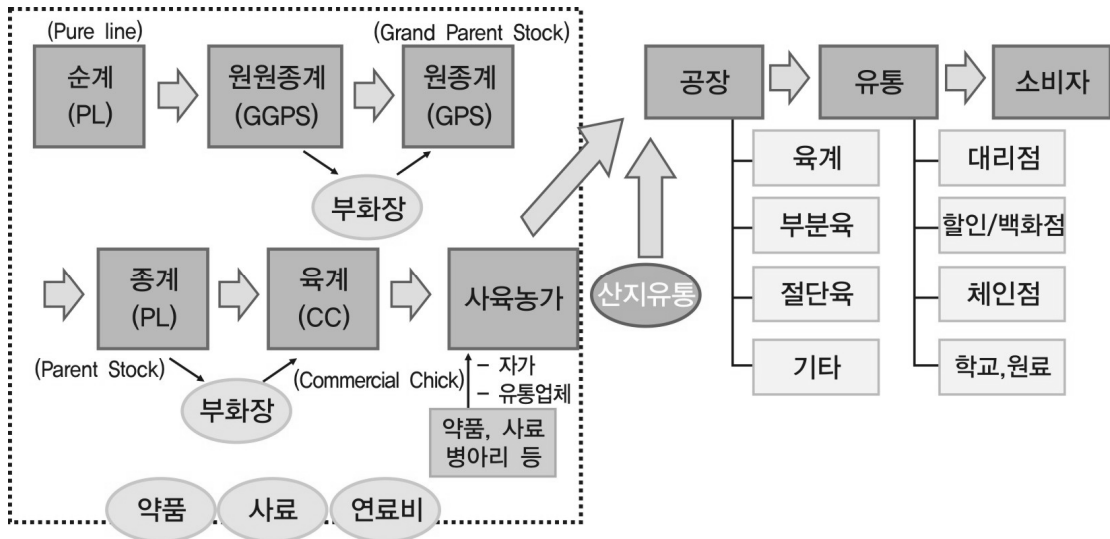 (Pure line)
순계
(PL)
원원종계
(GGPS)
(Grand Parent Stock)
원종계
(GPS)
부화장
종계
(PL)
(Parent Stock)
육계
(CC)
(Commercial Chick)
부화장
사육농가
– 자가
– 유통업체
약품, 사료
병아리 등
약품
사료
연료비
산지유통
공장
육계
부분육
절단육
기타
유통
대리점
할인/백화점
체인점
학교,원료
소비자